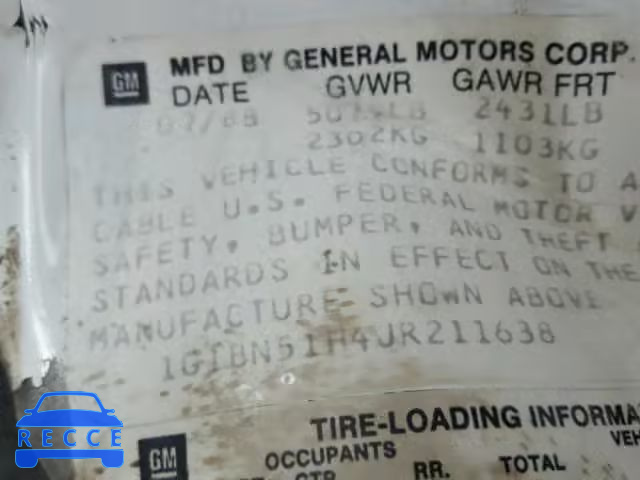 GM MFD BY GENERAL MOTORS CORP.
DATE GVWR GAWR FRT
2431LB
2302KG 1103KG
THIS VEHICLE CONFORMS TO A
CABLE U.S. FEDERAL MOTOR V
SAFETY, BUMPER, AND THEFT
STANDARDS IN EFFECT ON THE
MANUFACTURE SHOWN ABOVE
1G1BN51H4JR211638
TIRE-LOADING INFORMA
GM OCCUPANTS VEH
CTR RR. TOTAL
RECCE